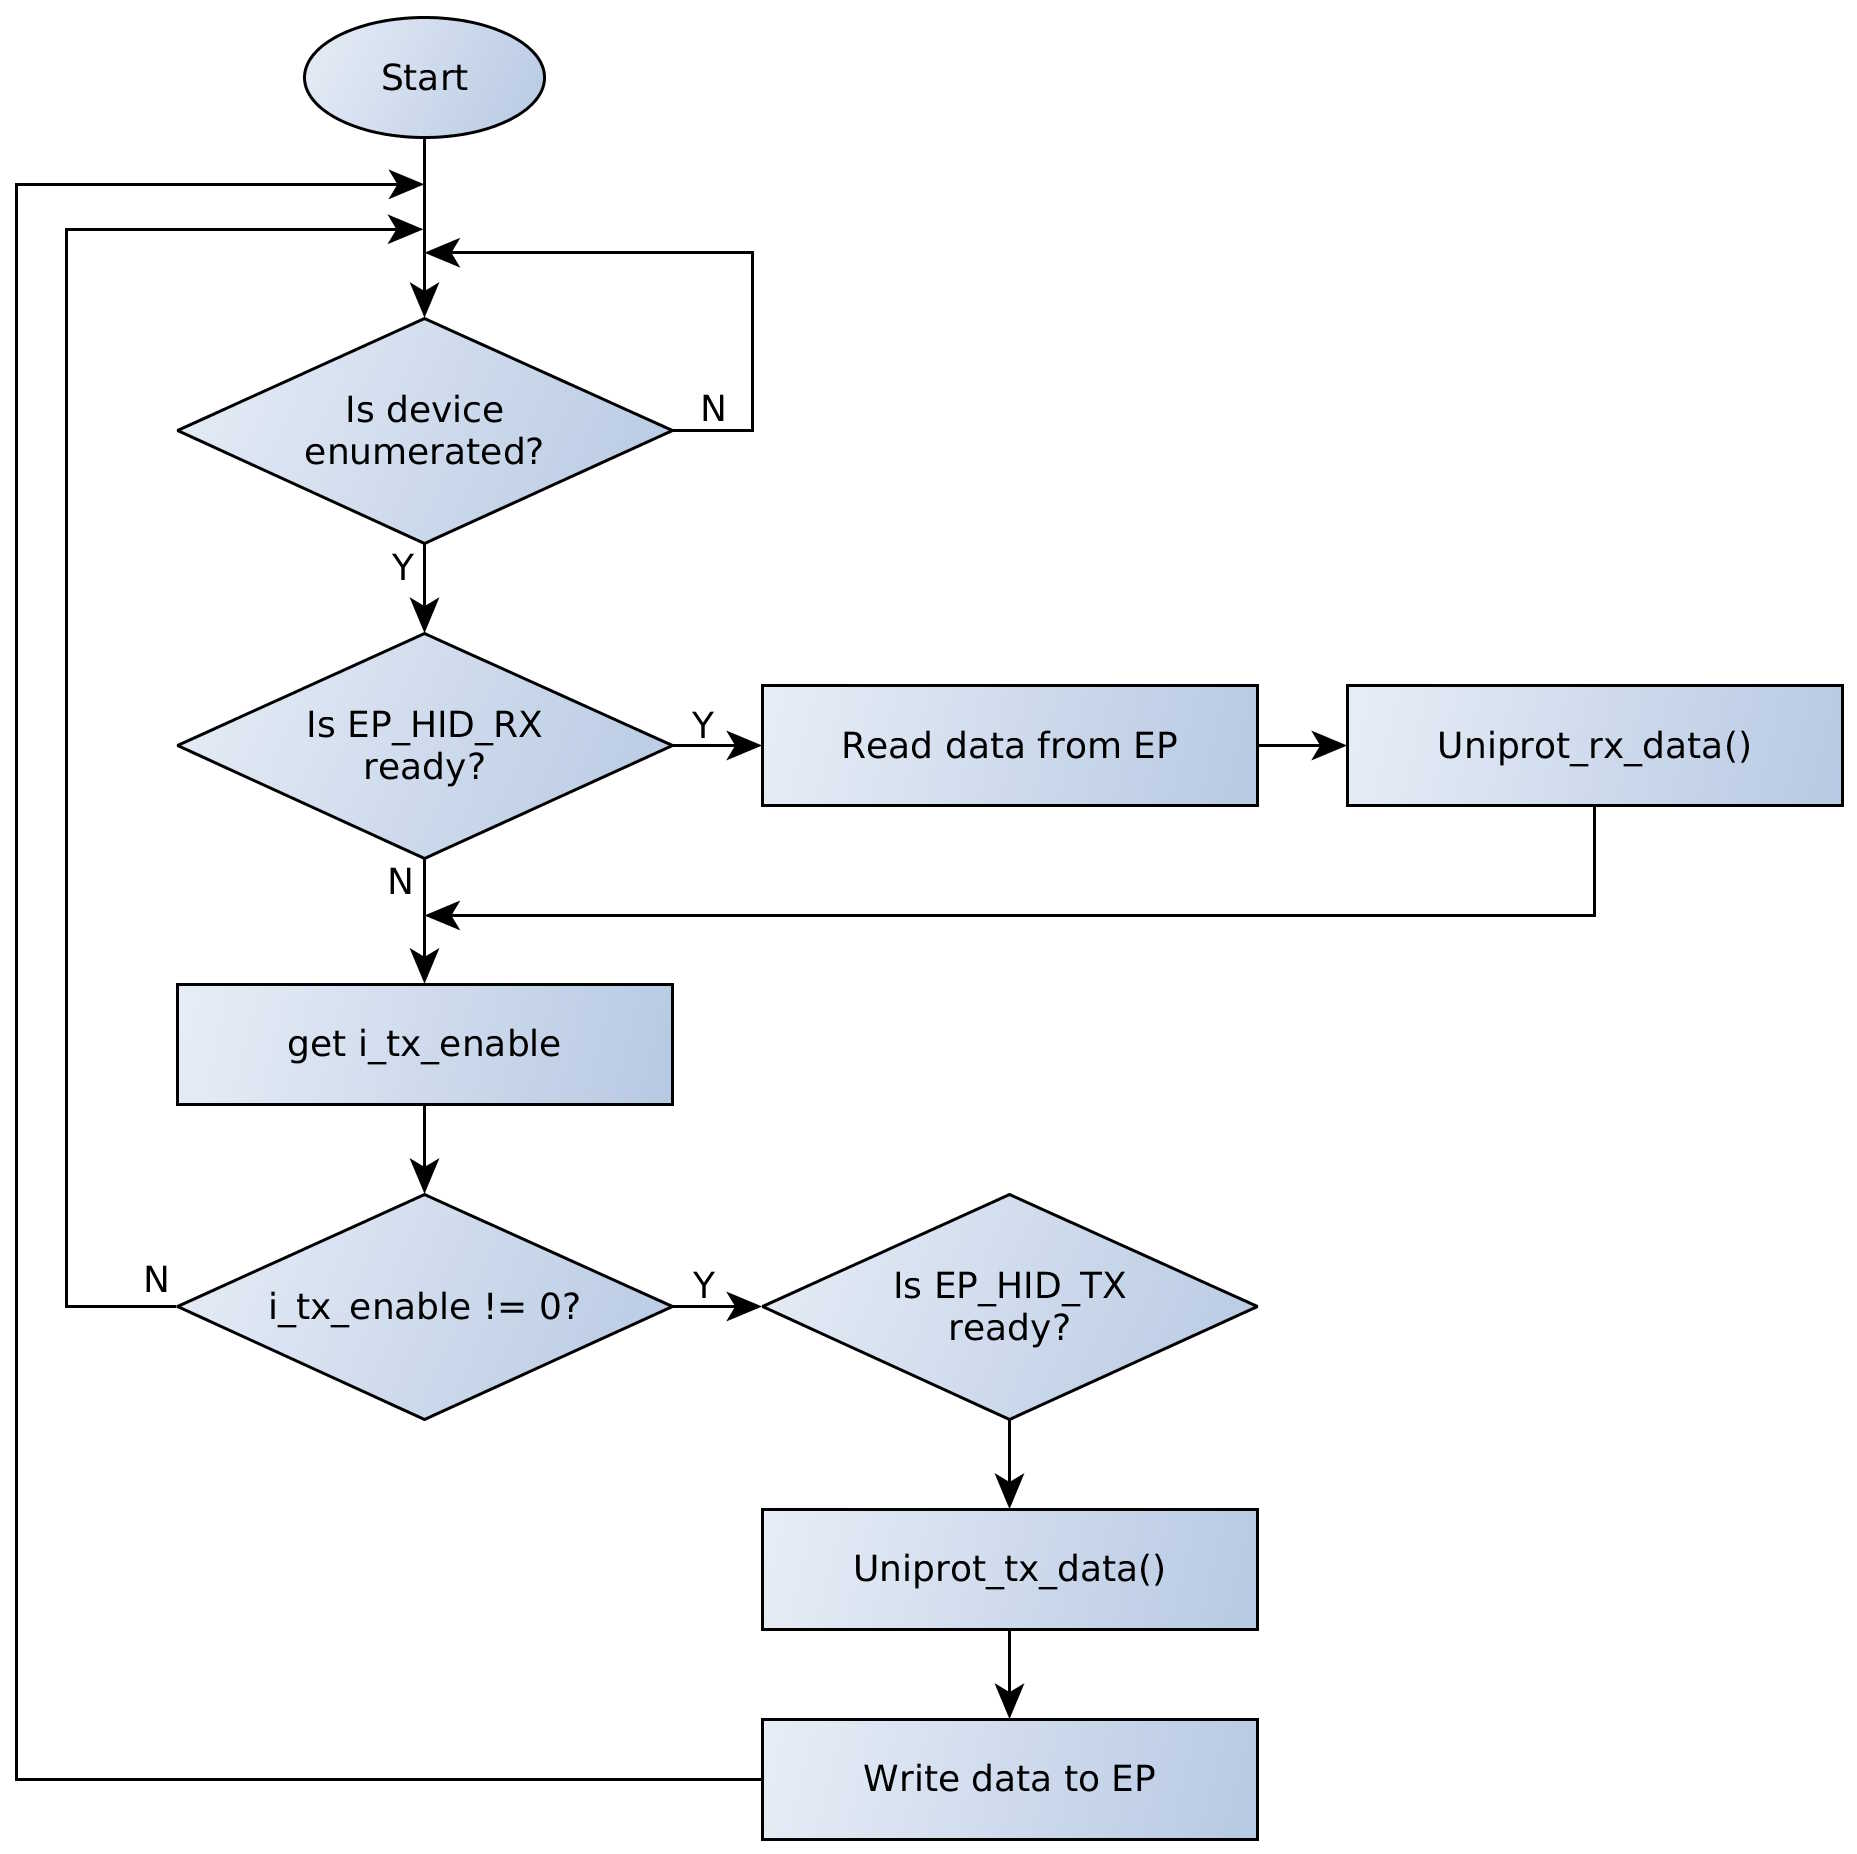 Start
Is device
enumerated?
N
Y
Is EP_HID_RX
ready?
Y
Read data from EP
Uniprot_rx_data()
N
get i_tx_enable
N
i_tx_enable != 0?
Y
Is EP_HID_TX
ready?
Uniprot_tx_data()
Write data to EP